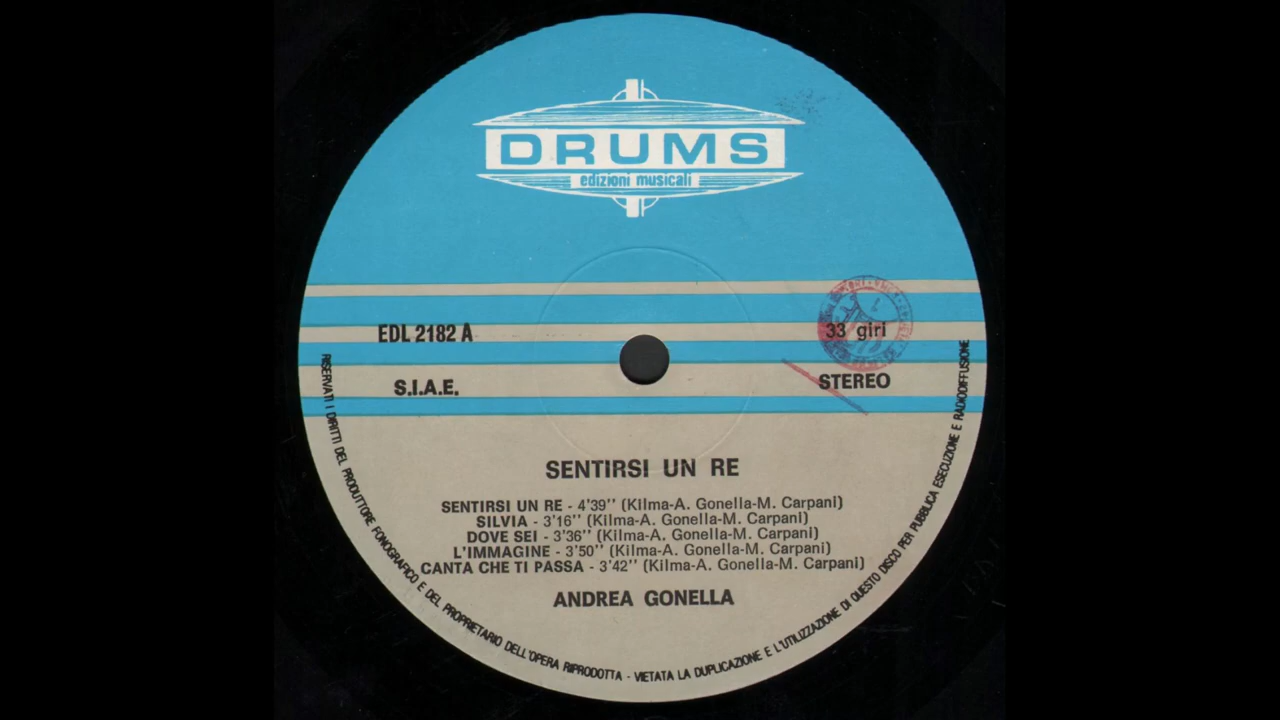 DRUMS
edizioni musicali
EDL 2182 A
33 giri
S.I.A.E.
STEREO
SENTIRSI UN RE
SENTIRSI UN RE - 4'39'' (Kilma-A. Gonella-M. Carpani)
SILVIA - 3'16'' (Kilma-A. Gonella-M. Carpani)
DOVE SEI - 3'36'' (Kilma-A. Gonella-M. Carpani)
L'IMMAGINE - 3'50'' (Kilma-A. Gonella-M. Carpani)
CANTA CHE TI PASSA - 3'42'' (Kilma-A. Gonella-M. Carpani)
ANDREA GONELLA
RISERVATI I DIRITTI DEL PRODUTTORE FONOGRAFICO E DEL PROPRIETARIO DELL'OPERA RIPRODOTTA - VIETATA LA DUPLICAZIONE E L'UTILIZZAZIONE DI QUESTO DISCO PER PUBBLICA ESECUZIONE E RADIODIFFUSIONE